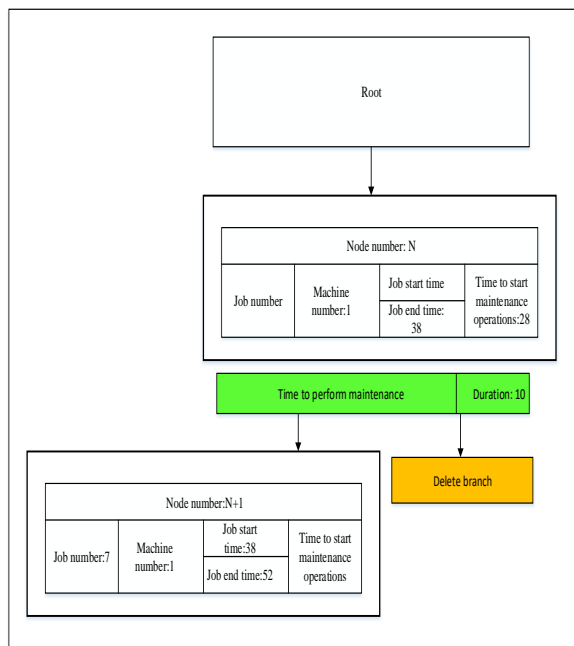 Root
Node number: N
Job number
Machine
number:1
Job start time
Job end time:
38
Time to start
maintenance
operations:28
Time to perform maintenance
Duration: 10
Delete branch
Node number:N+1
Job number:7
Machine
number:1
Job start
time:38
Job end time:52
Time to start
maintenance
operations